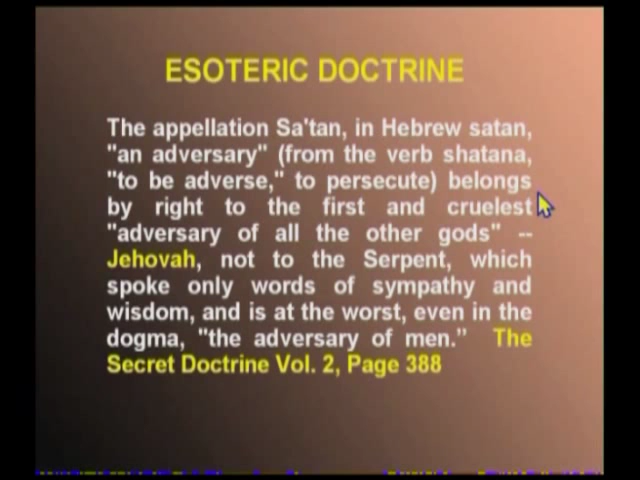 ESOTERIC DOCTRINE
The appellation Sa'tan, in Hebrew satan,
"an adversary" (from the verb shatana,
"to be adverse," to persecute) belongs
by right to the first and cruelest
"adversary of all the other gods" --
Jehovah, not to the Serpent, which
spoke only words of sympathy and
wisdom, and is at the worst, even in the
dogma, "the adversary of men.” The
Secret Doctrine Vol. 2, Page 388